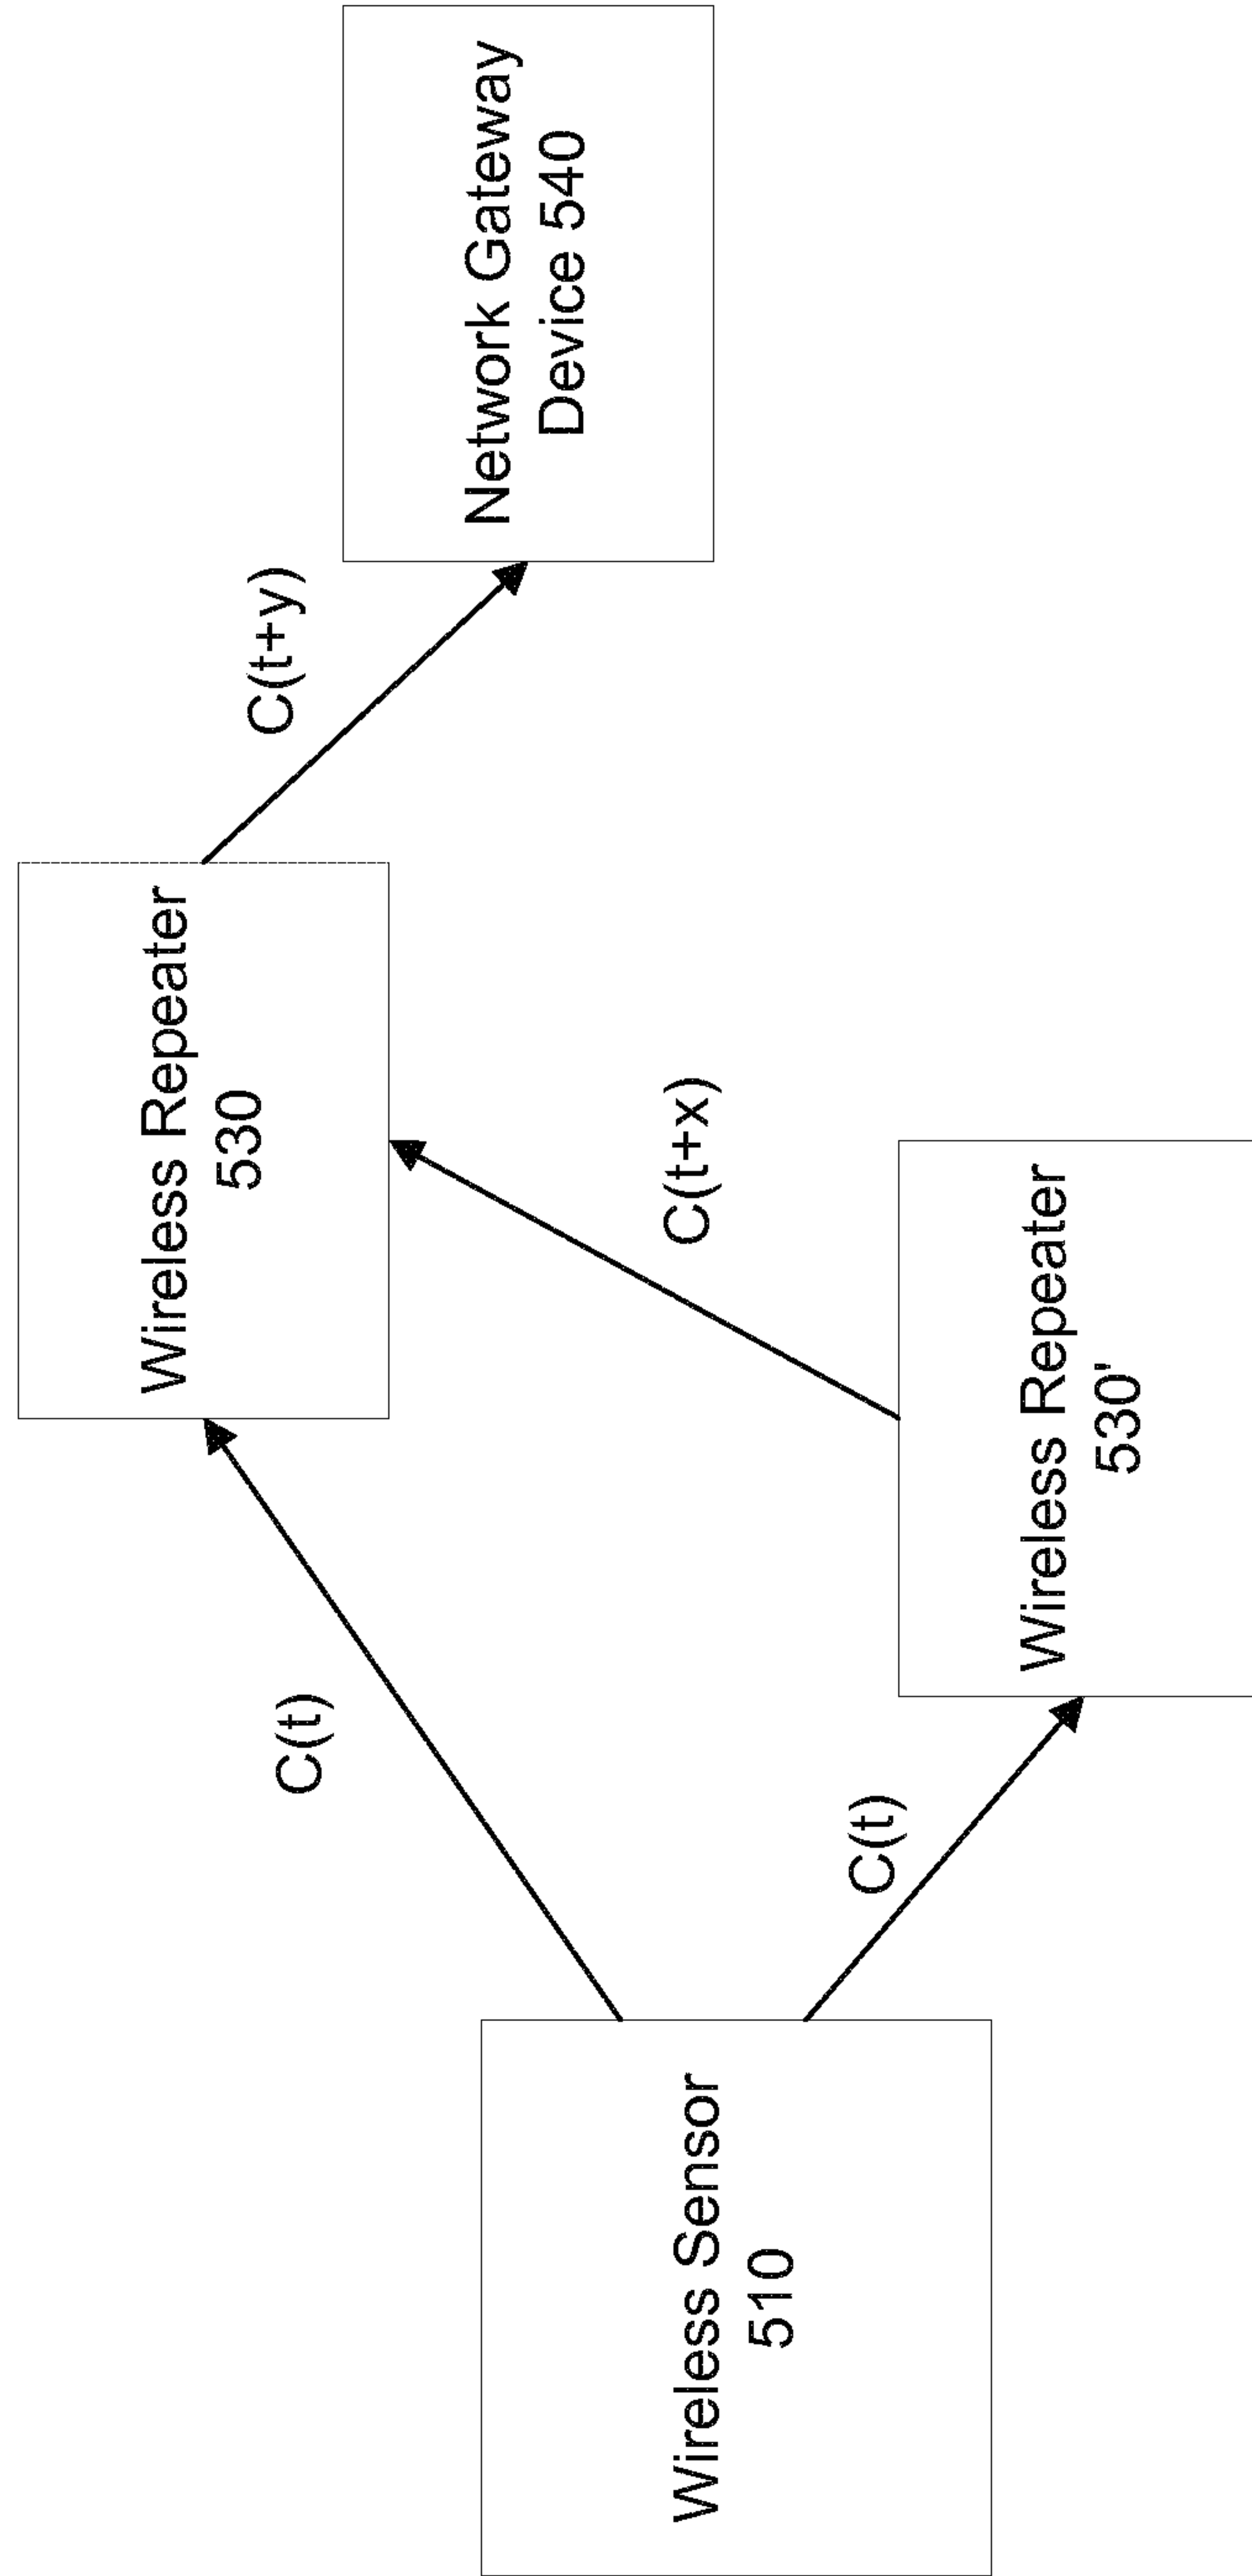 Wireless Sensor
510
C(t)
C(t)
Wireless Repeater
530
Wireless Repeater
530'
C(t+x)
C(t+y)
Network Gateway
Device 540